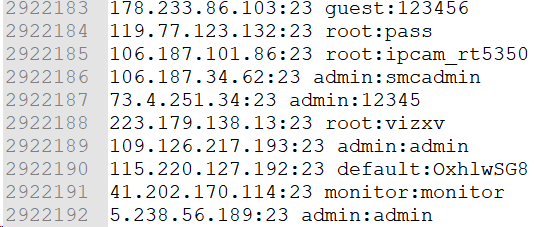 2922183 178.233.86.103:23 guest:123456
2922184 119.77.123.132:23 root:pass
2922185 106.187.101.86:23 root:ipcam_rt5350
2922186 106.187.34.62:23 admin:smcadmin
2922187 73.4.251.34:23 admin:12345
2922188 223.179.138.13:23 root:vizxv
2922189 109.126.217.193:23 admin:admin
2922190 115.220.127.192:23 default:OxhlwSG8
2922191 41.202.170.114:23 monitor:monitor
2922192 5.238.56.189:23 admin:admin